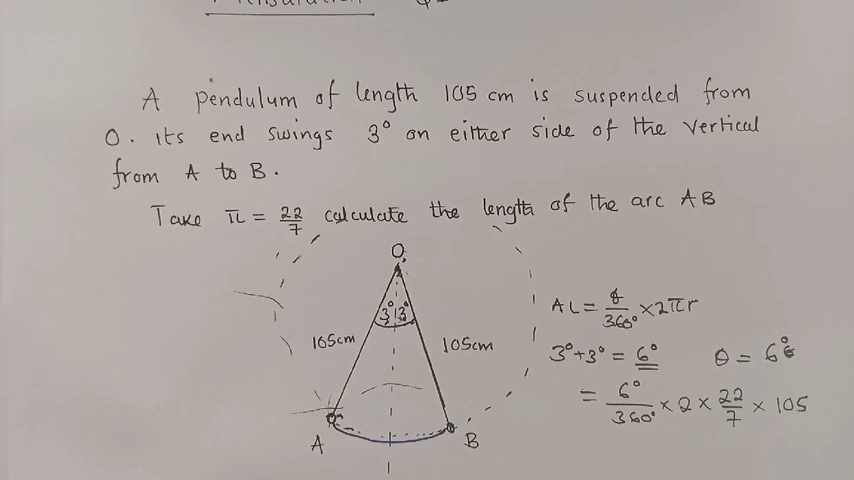 A pendulum of length 105 cm is suspended from
O. its end swings 3° on either side of the vertical
from A to B.
Take π = 22/7 calculate the length of the arc AB
O
3° 3°
105cm 105cm
A B
AL = θ/360° × 2πr
3°+3° = 6° θ = 6°
= 6°/360° × 2 × 22/7 × 105